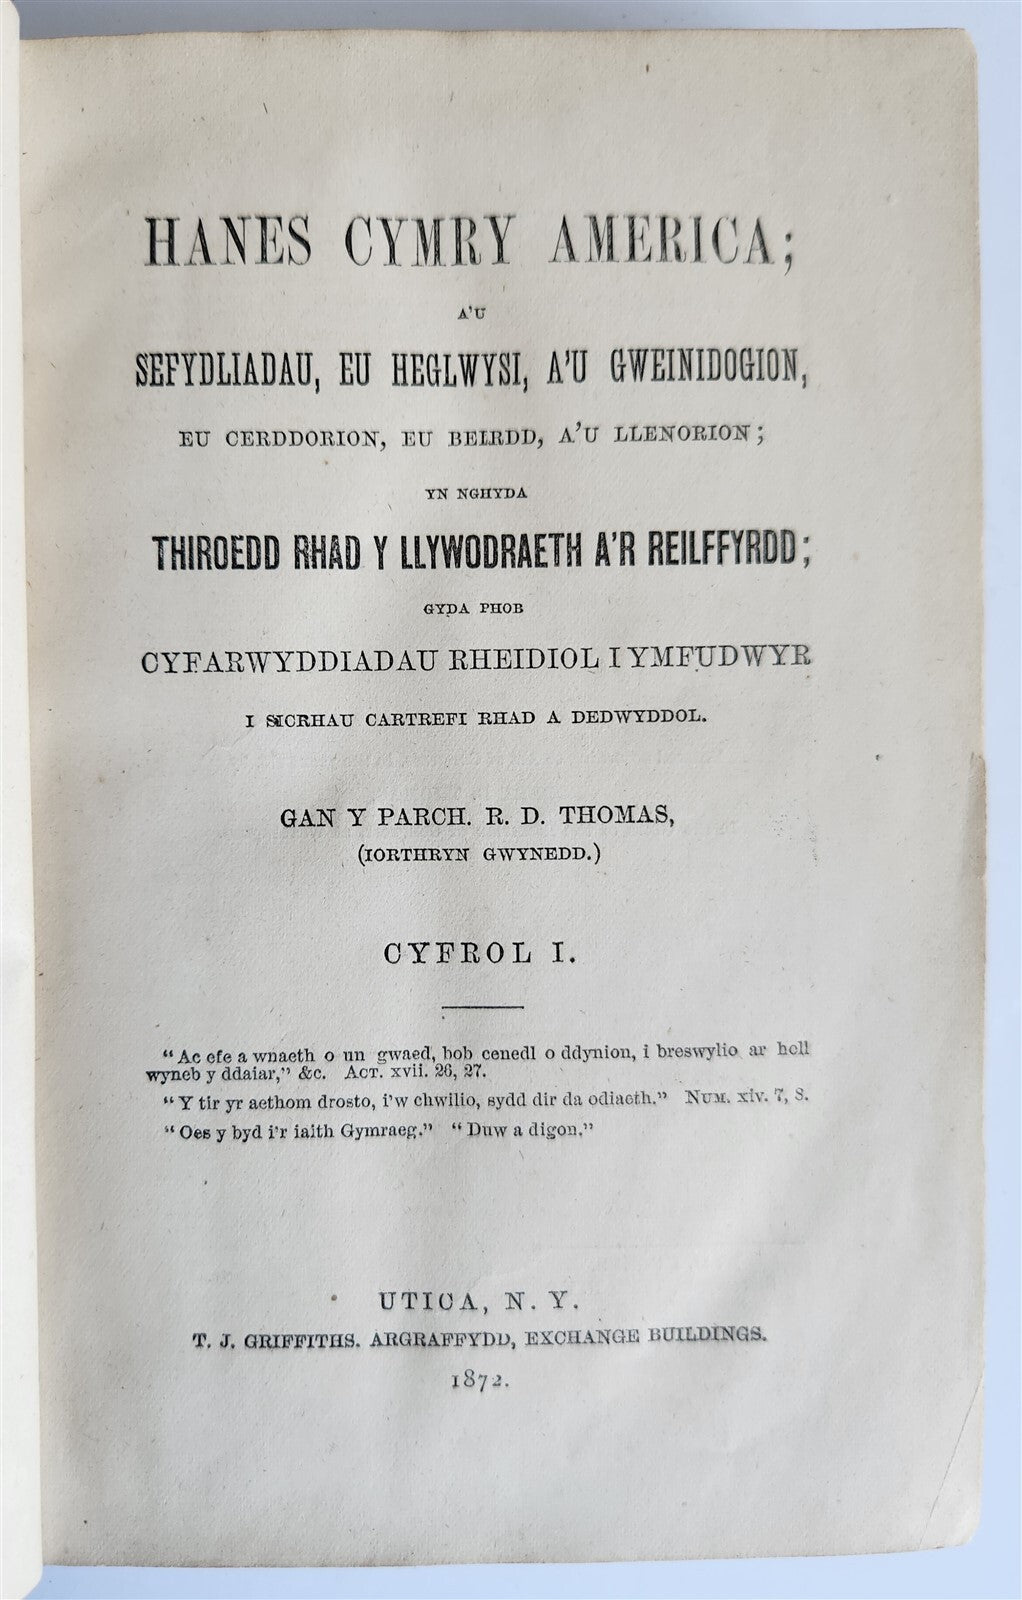 HANES CYMRY AMERICA;
A'U
SEFYDLIADAU, EU HEGLWYSI, A'U GWEINIDOGION,
EU CERDDORION, EU BEIRDD, A'U LLENORION;
YN NGHYDA
THIROEDD RHAD Y LLYWODRAETH A'R REILFFYRDD;
GYDA PHOB
CYFARWYDDIADAU RHEIDIOL I YMFUDWYR
I SICRHAU CARTREFI RHAD A DEDWYDDOL.
GAN Y PARCH. R. D. THOMAS,
(IORTHRYN GWYNEDD.)
CYFROL I.
“Ac efe a wnaeth o un gwaed, bob cenedl o ddynion, i breswylio ar holl
wyneb y ddaiar,” &c. ACT. xvii. 26, 27.
“Y tir yr aethom drosto, i'w chwilio, sydd dir da odiaeth.” NUM. xiv. 7, 8.
“Oes y byd i'r iaith Gymraeg.” “Duw a digon.”
UTICA, N. Y.
T. J. GRIFFITHS. ARGRAFFYDD, EXCHANGE BUILDINGS.
1872.